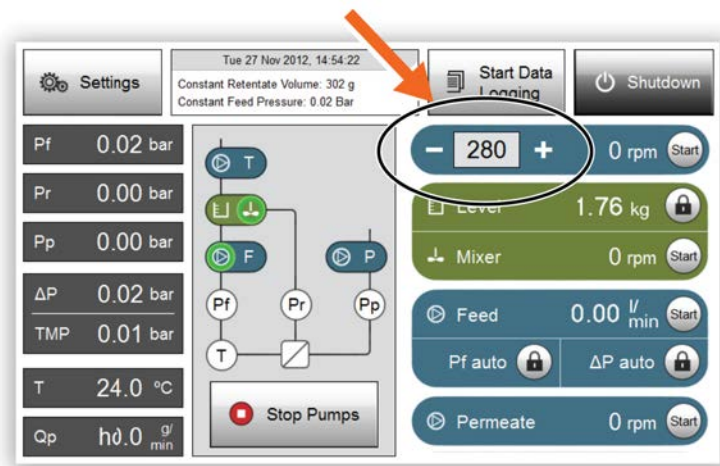 Settings
Tue 27 Nov 2012, 14:54:22
Constant Retentate Volume: 302 g
Constant Feed Pressure: 0.02 Bar
Start Data
Logging
Shutdown
Pf 0.02 bar
Pr 0.00 bar
Pp 0.00 bar
ΔP 0.02 bar
TMP 0.01 bar
T 24.0 °C
Qp .0 g/min
T
F
P
Pf Pr Pp
T
Stop Pumps
− 280 + 0 rpm Start
Level 1.76 kg
Mixer 0 rpm Start
Feed 0.00 l/min Start
Pf auto ΔP auto
Permeate 0 rpm Start